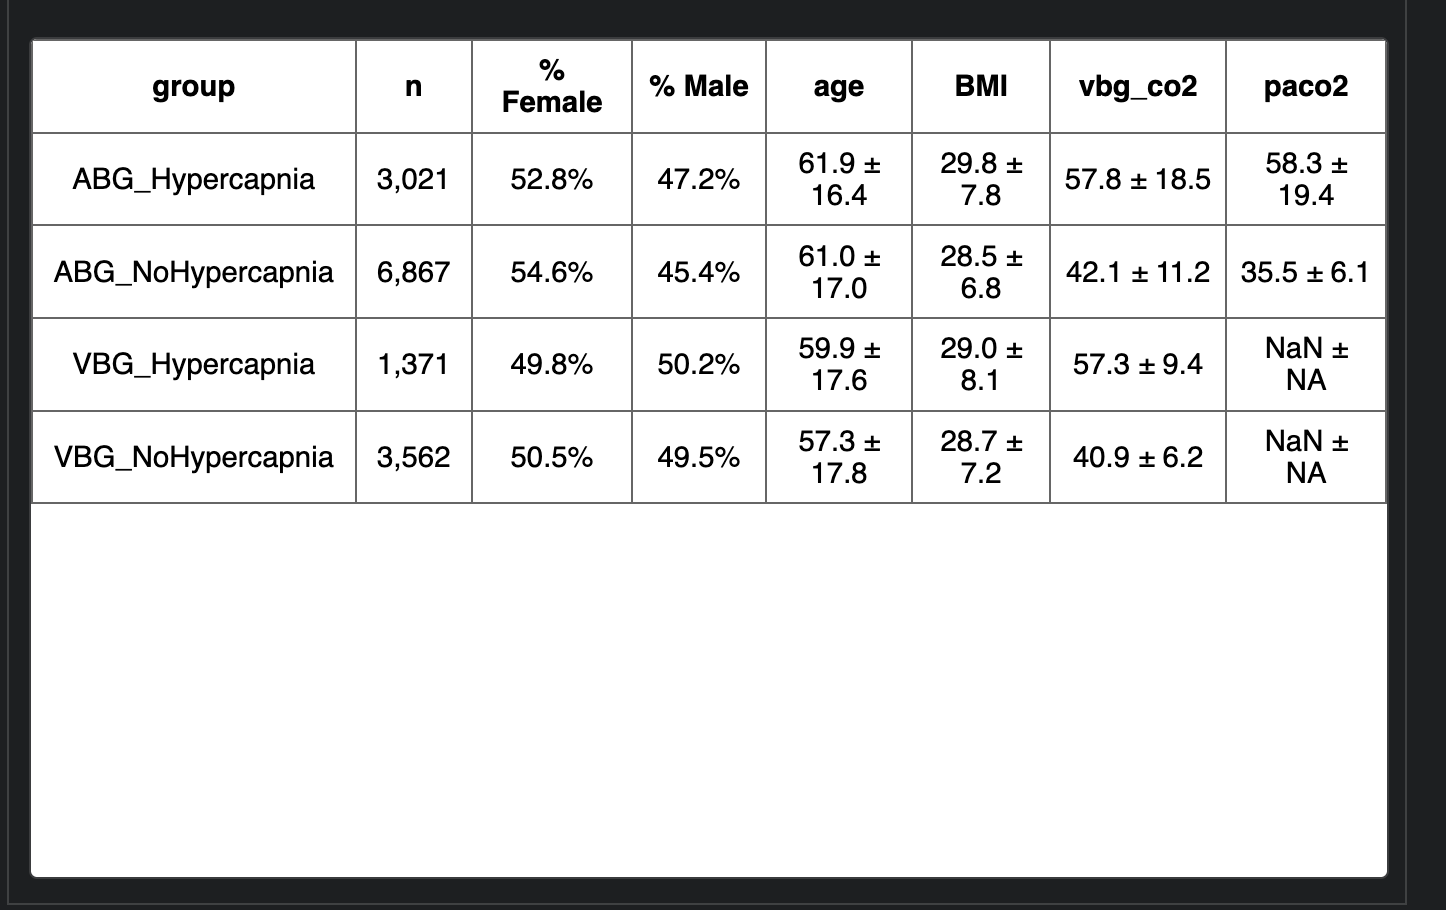 group n % Female % Male age BMI vbg_co2 paco2
ABG_Hypercapnia 3,021 52.8% 47.2% 61.9 ± 16.4 29.8 ± 7.8 57.8 ± 18.5 58.3 ± 19.4
ABG_NoHypercapnia 6,867 54.6% 45.4% 61.0 ± 17.0 28.5 ± 6.8 42.1 ± 11.2 35.5 ± 6.1
VBG_Hypercapnia 1,371 49.8% 50.2% 59.9 ± 17.6 29.0 ± 8.1 57.3 ± 9.4 NaN ± NA
VBG_NoHypercapnia 3,562 50.5% 49.5% 57.3 ± 17.8 28.7 ± 7.2 40.9 ± 6.2 NaN ± NA